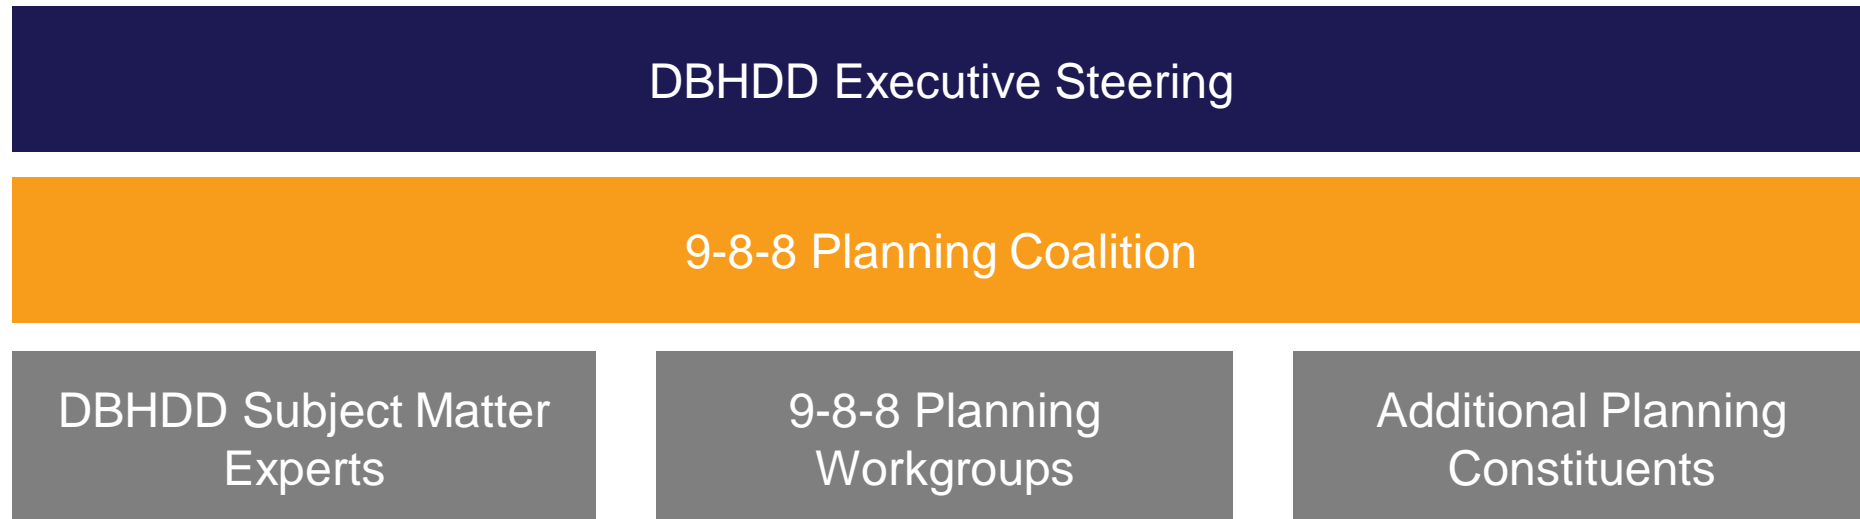 DBHDD Executive Steering
9-8-8 Planning Coalition
DBHDD Subject Matter
Experts
9-8-8 Planning
Workgroups
Additional Planning
Constituents